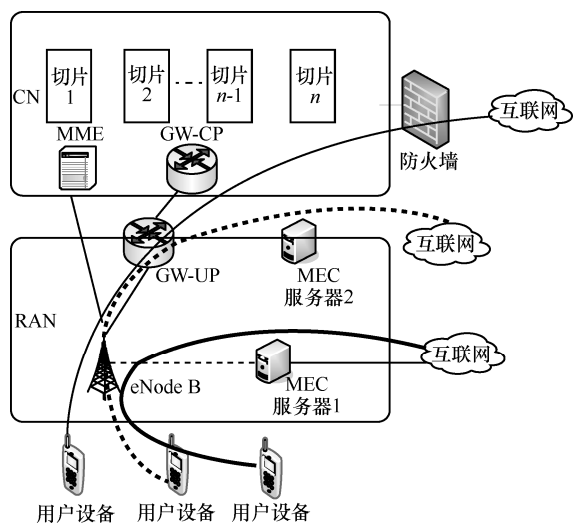 切片
1
切片
2
切片
n-1
切片
n
CN
MME
GW-CP
防火墙
互联网
互联网
GW-UP
MEC
服务器2
RAN
互联网
eNode B
MEC
服务器1
用户设备
用户设备
用户设备